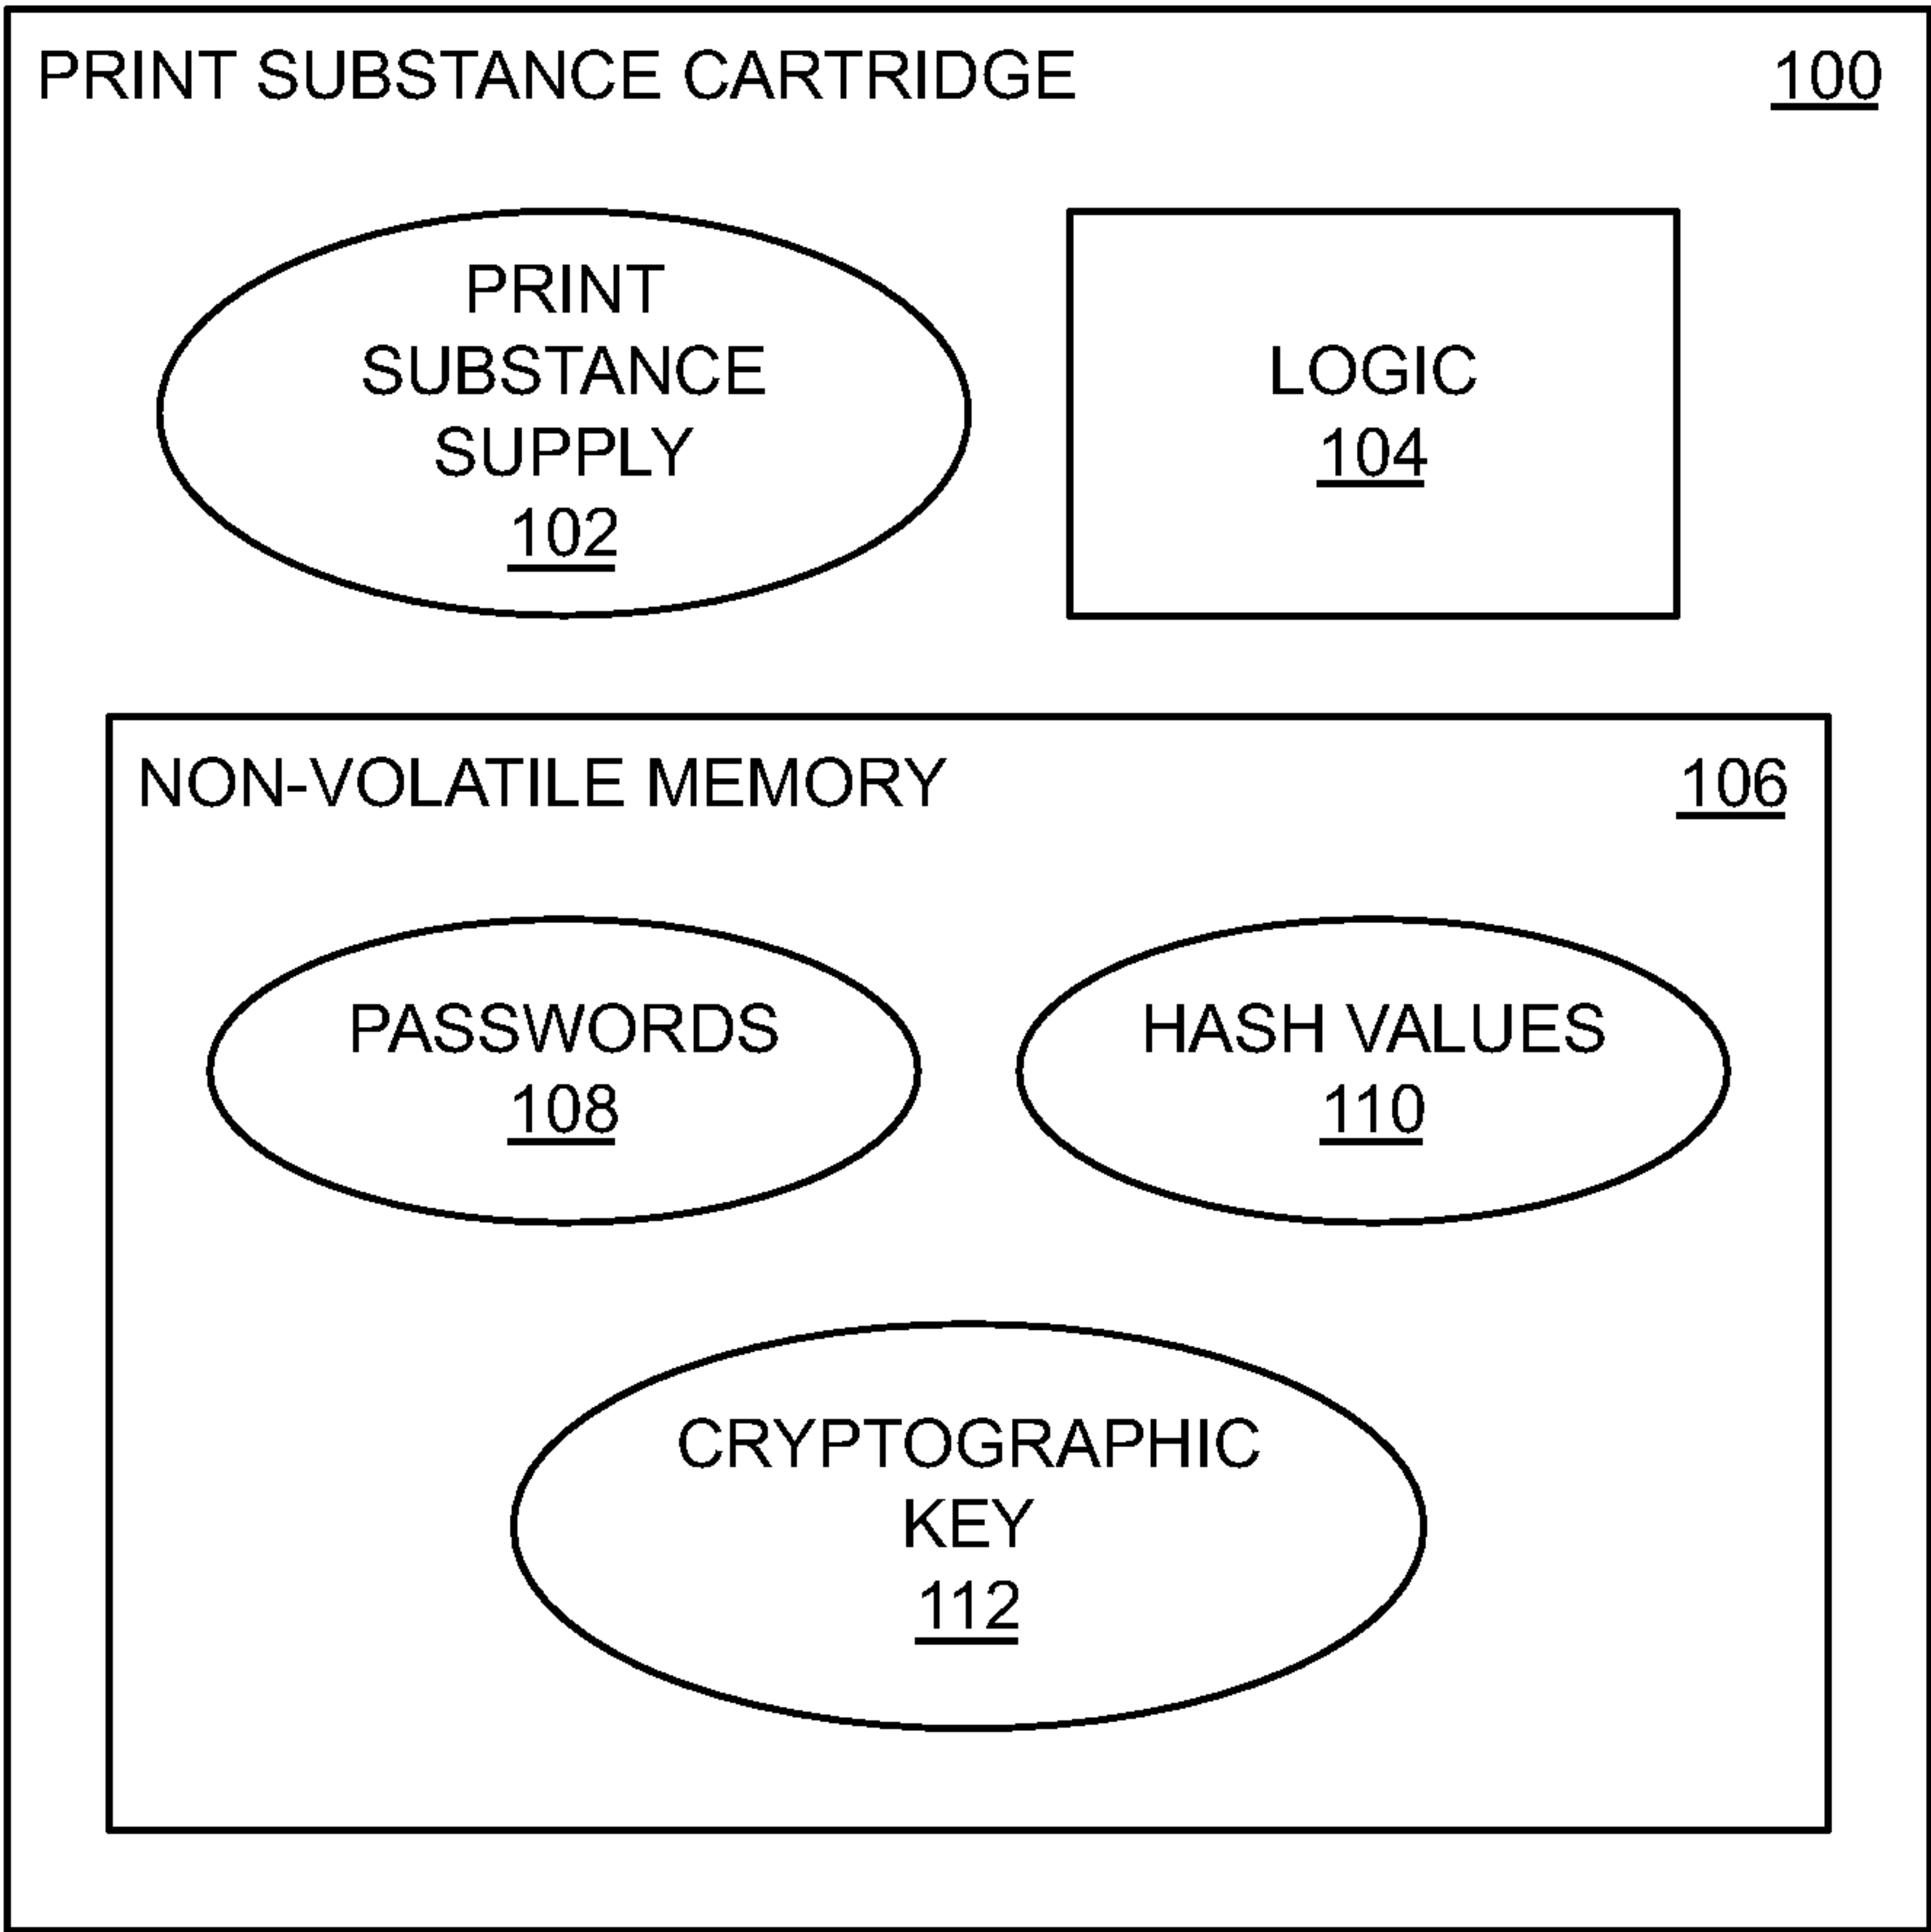 PRINT SUBSTANCE CARTRIDGE 100
PRINT
SUBSTANCE
SUPPLY
102
LOGIC
104
NON-VOLATILE MEMORY 106
PASSWORDS
108
HASH VALUES
110
CRYPTOGRAPHIC
KEY
112